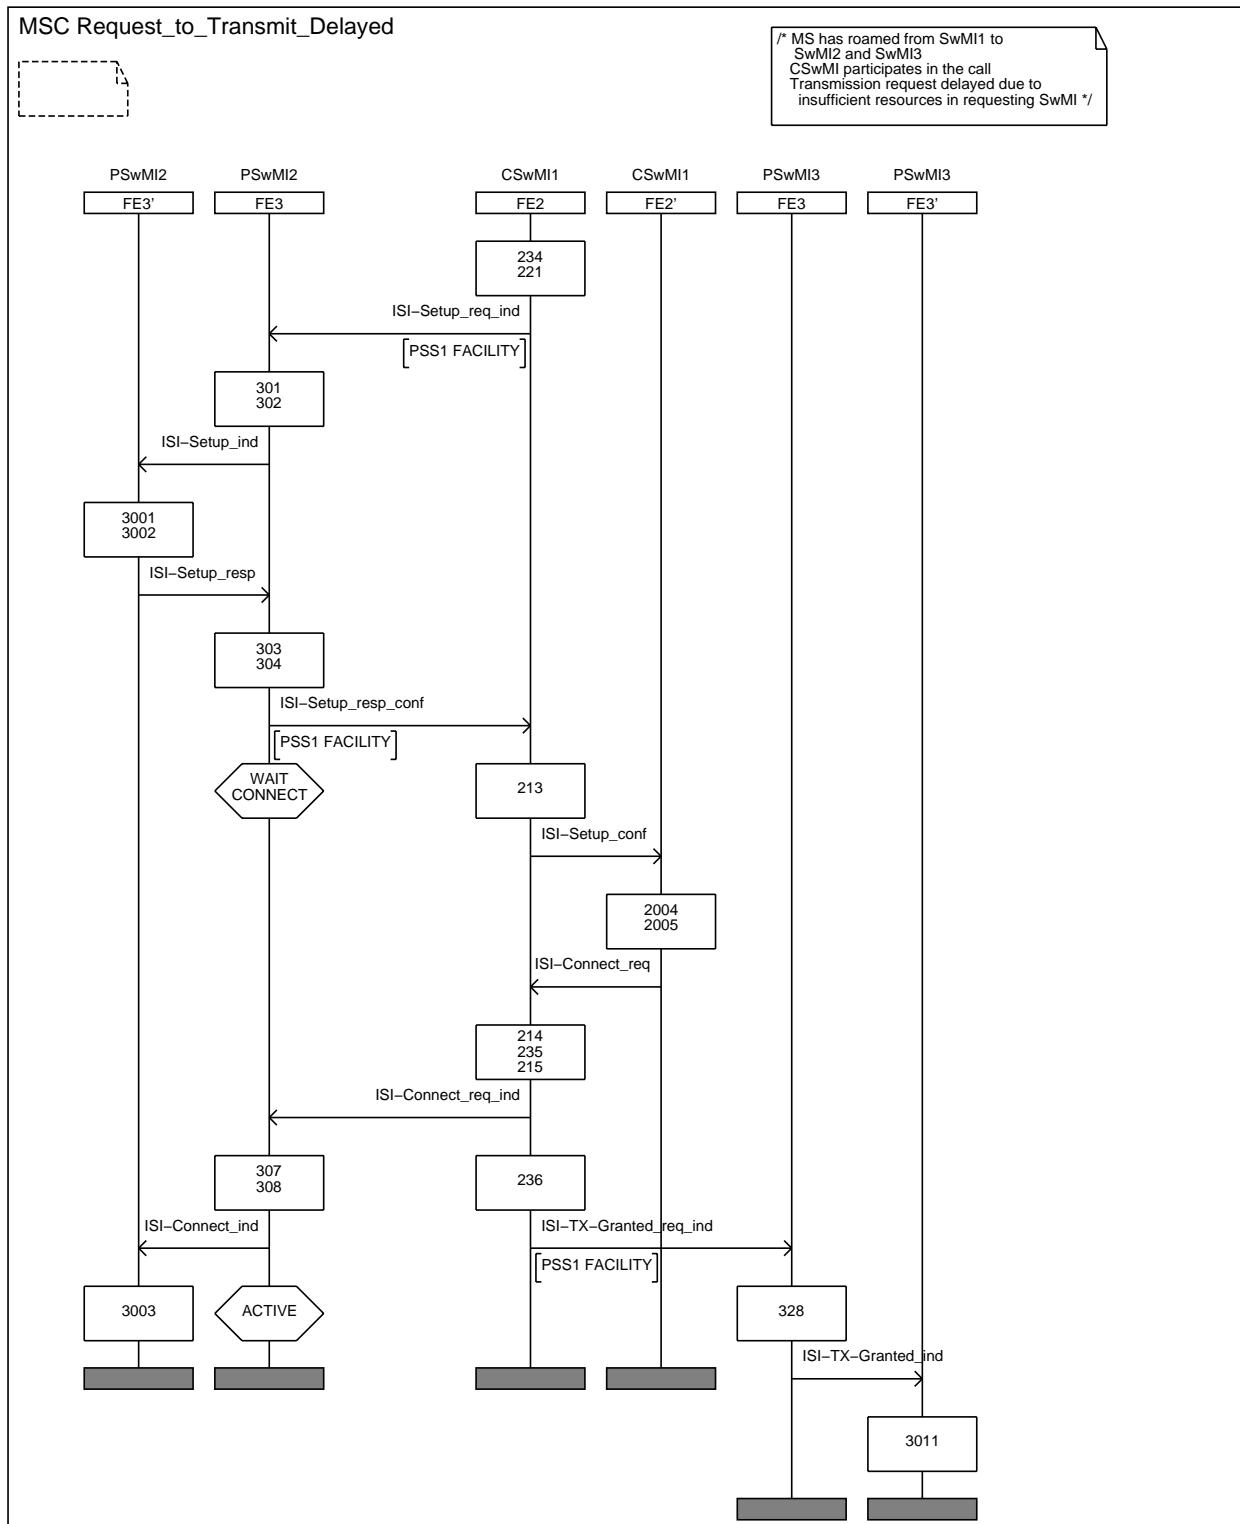 MSC Request_to_Transmit_Delayed
/* MS has roamed from SwMI1 to
SwMI2 and SwMI3
CSwMI participates in the call
Transmission request delayed due to
insufficient resources in requesting SwMI */
PSwMI2 PSwMI2 CSwMI1 CSwMI1 PSwMI3 PSwMI3
FE3' FE3 FE2 FE2' FE3 FE3'
234
221
ISI-Setup_req_ind
[PSS1 FACILITY]
301
302
ISI-Setup_ind
3001
3002
ISI-Setup_resp
303
304
ISI-Setup_resp_conf
[PSS1 FACILITY]
WAIT
CONNECT
213
ISI-Setup_conf
2004
2005
ISI-Connect_req
214
235
215
ISI-Connect_req_ind
307
308
236
ISI-Connect_ind ISI-TX-Granted_req_ind
[PSS1 FACILITY]
3003 ACTIVE 328
ISI-TX-Granted_ind
3011